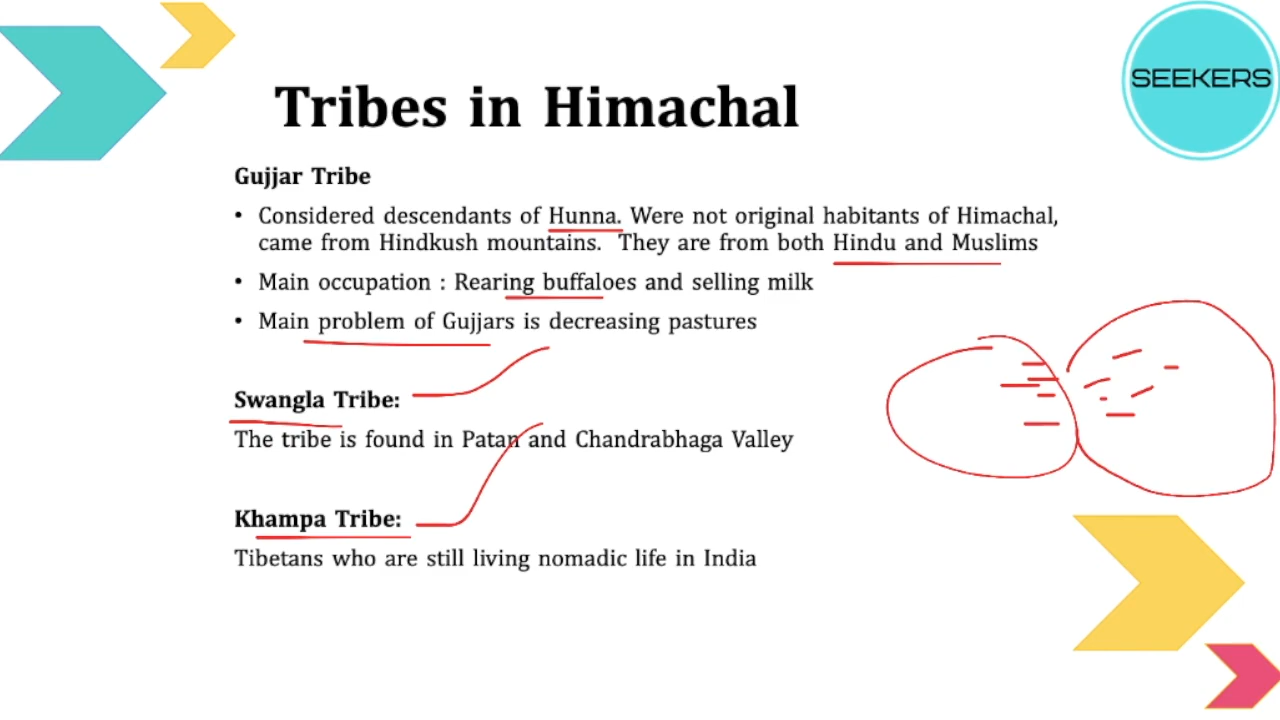 SEEKERS
Tribes in Himachal
Gujjar Tribe
• Considered descendants of Hunna. Were not original habitants of Himachal,
came from Hindkush mountains. They are from both Hindu and Muslims
• Main occupation : Rearing buffaloes and selling milk
• Main problem of Gujjars is decreasing pastures
Swangla Tribe:
The tribe is found in Patan and Chandrabhaga Valley
Khampa Tribe:
Tibetans who are still living nomadic life in India